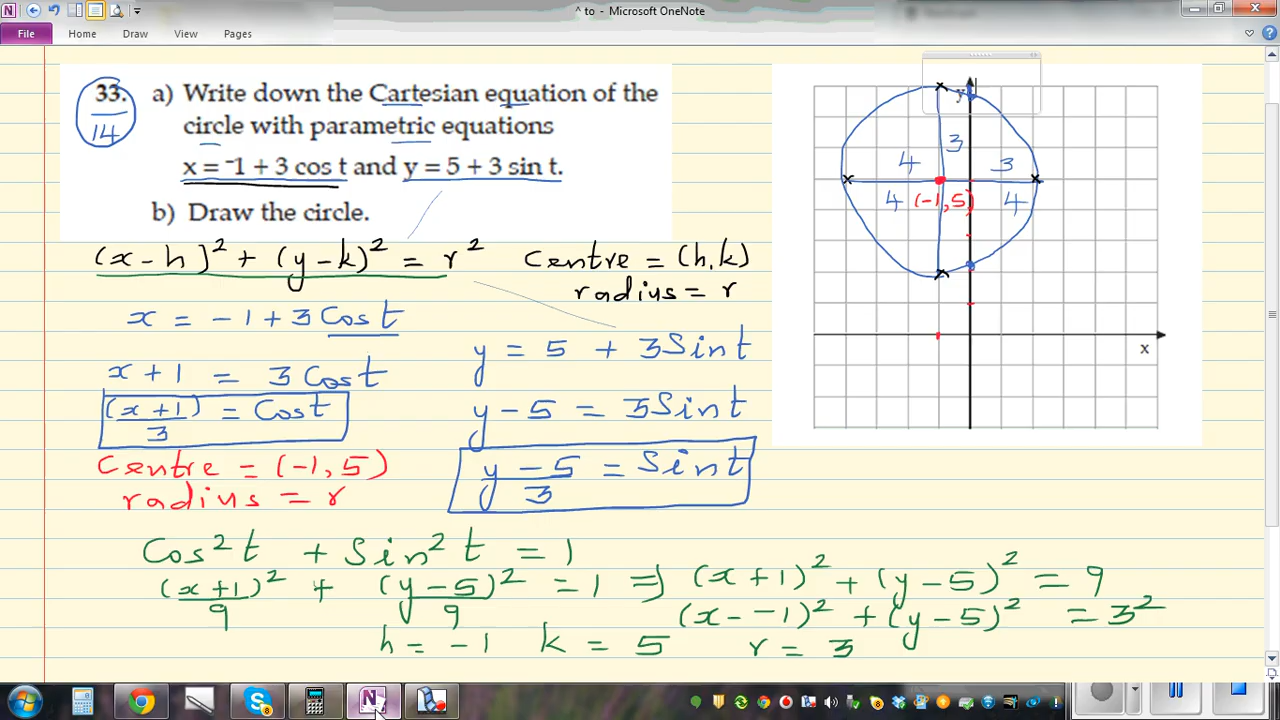 ^ to - Microsoft OneNote
File Home Draw View Pages
33. a) Write down the Cartesian equation of the
14 circle with parametric equations
x = ⁻1 + 3 cos t and y = 5 + 3 sin t.
b) Draw the circle.
(x - h)² + (y - k)² = r² Centre = (h, k)
radius = r
x = -1 + 3 Cos t
y = 5 + 3 Sin t
x + 1 = 3 Cos t
y - 5 = 3 Sin t
(x + 1)/3 = Cos t
y - 5/3 = Sin t
Centre = (-1, 5)
radius = r
Cos² t + Sin² t = 1
(x+1)²/9 + (y - 5)²/9 = 1 => (x + 1)² + (y - 5)² = 9
(x - -1)² + (y - 5)² = 3²
h = -1 k = 5 r = 3
y
3
4 3
4 (-1, 5) 4
x